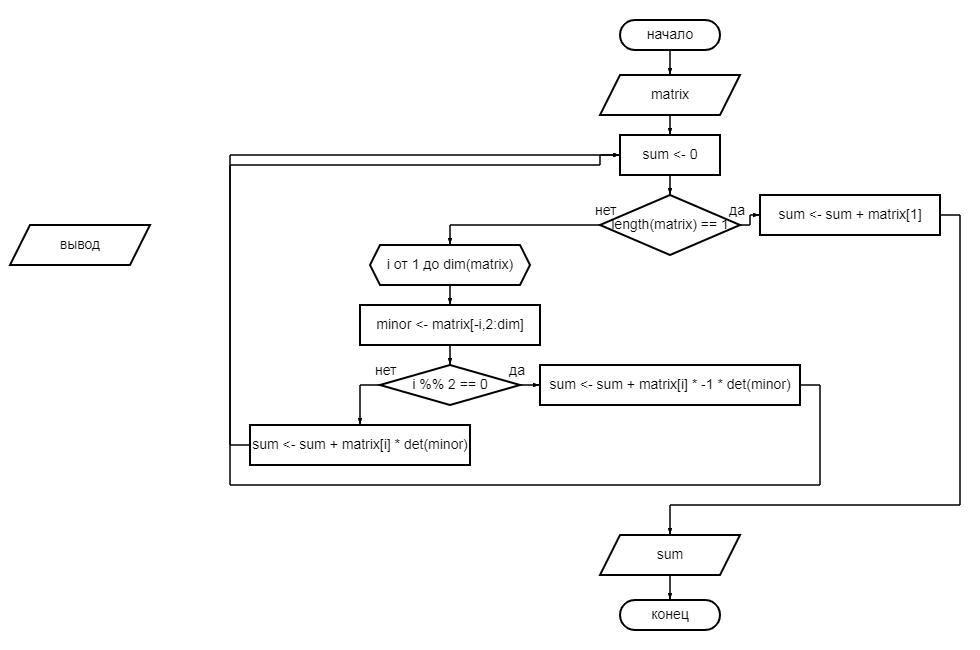 начало
matrix
sum <- 0
нет
да
length(matrix) == 1
sum <- sum + matrix[1]
вывод
i от 1 до dim(matrix)
minor <- matrix[-i,2:dim]
нет
да
i %% 2 == 0
sum <- sum + matrix[i] * -1 * det(minor)
sum <- sum + matrix[i] * det(minor)
sum
конец